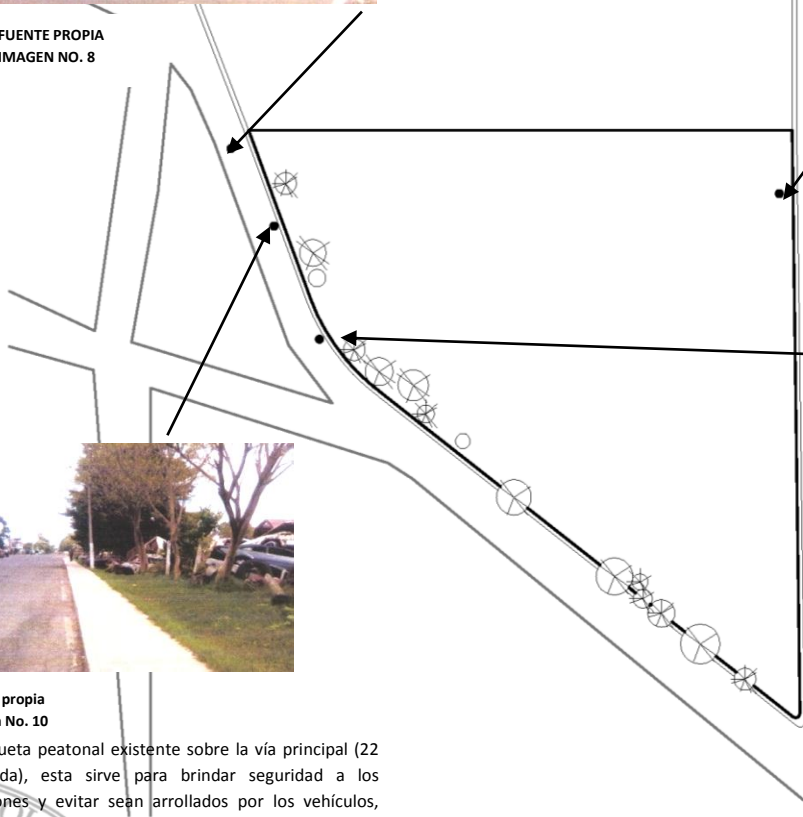 FUENTE PROPIA
IMAGEN NO. 8
propia
No. 10
ueta peatonal existente sobre la vía principal (22
da), esta sirve para brindar seguridad a los
ones y evitar sean arrollados por los vehículos,